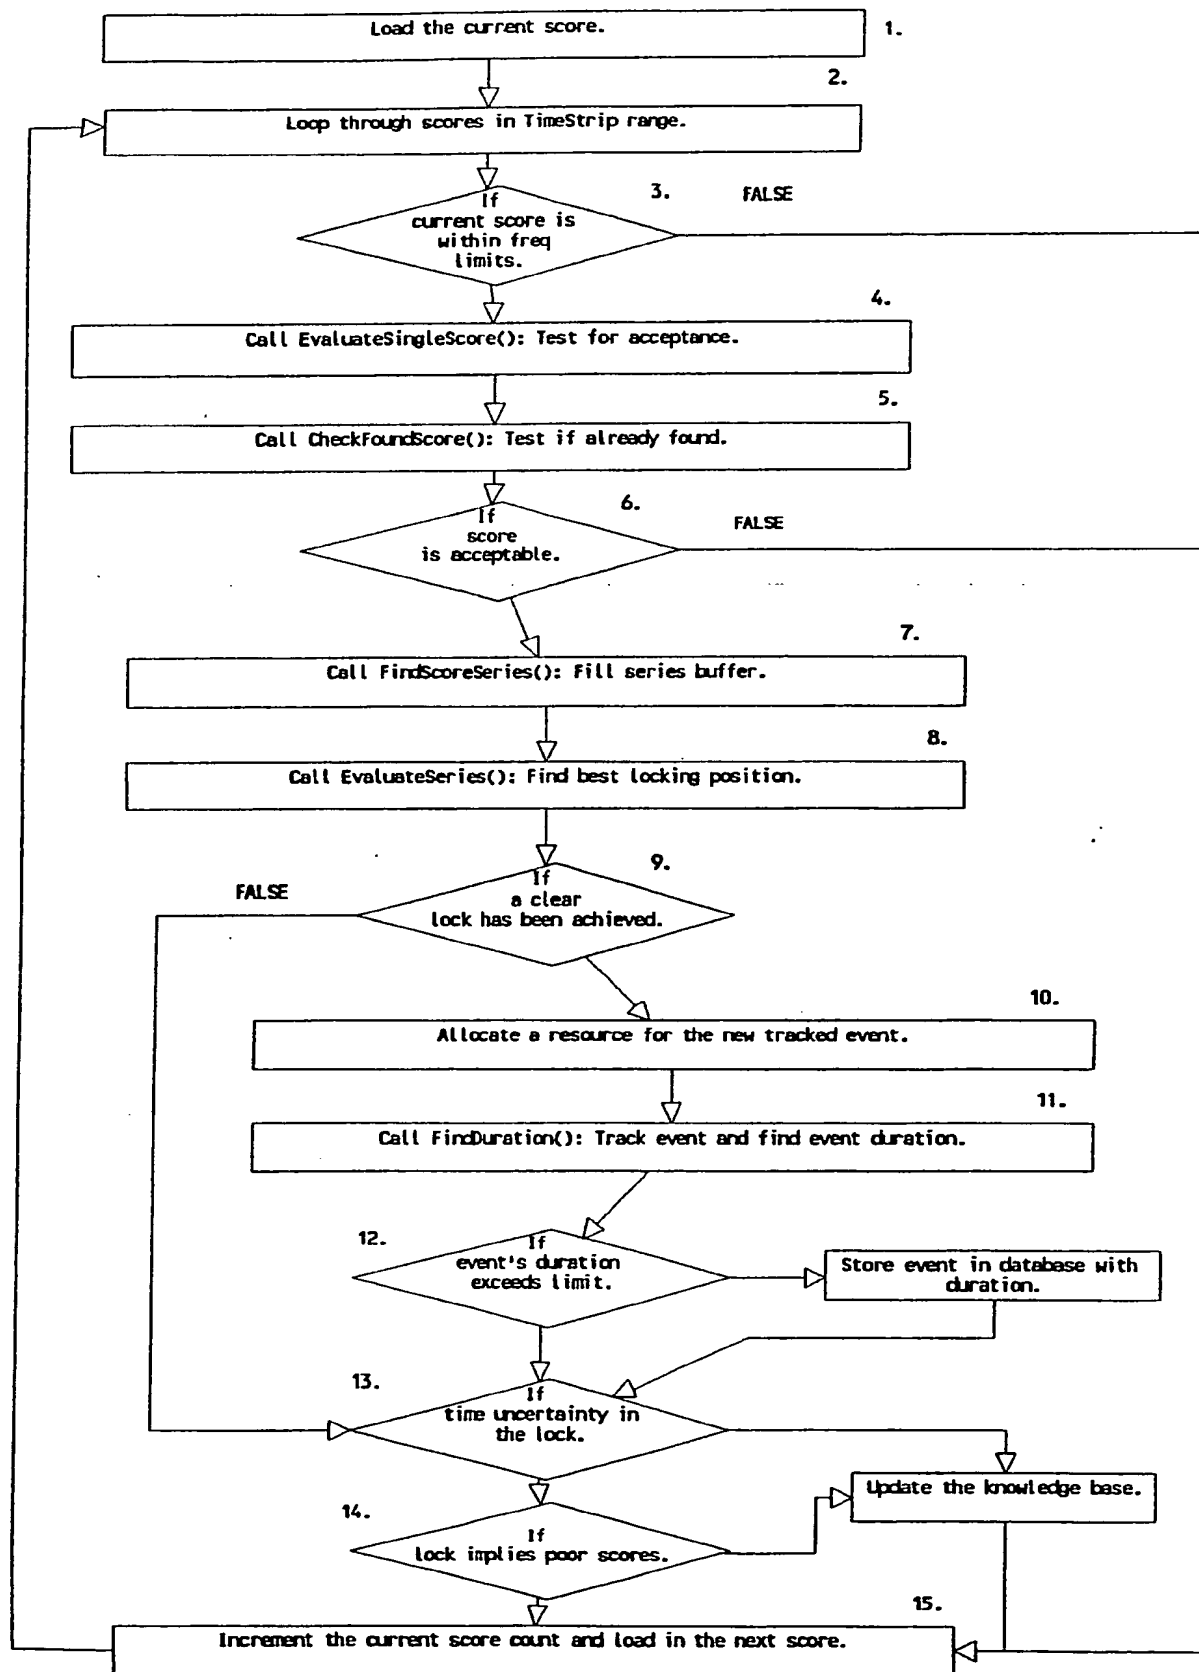 Load the current score.
1.
2.
Loop through scores in TimeStrip range.
3.
FALSE
If
current score is
within freq
limits.
4.
Call EvaluateSingleScore(): Test for acceptance.
5.
Call CheckFoundScore(): Test if already found.
6.
FALSE
If
score
is acceptable.
7.
Call FindScoreSeries(): Fill series buffer.
8.
Call EvaluateSeries(): Find best locking position.
9.
FALSE
If
a clear
lock has been achieved.
10.
Allocate a resource for the new tracked event.
11.
Call FindDuration(): Track event and find event duration.
12.
If
event's duration
exceeds limit.
Store event in database with
duration.
13.
If
time uncertainty in
the lock.
Update the knowledge base.
14.
If
lock implies poor scores.
15.
Increment the current score count and load in the next score.